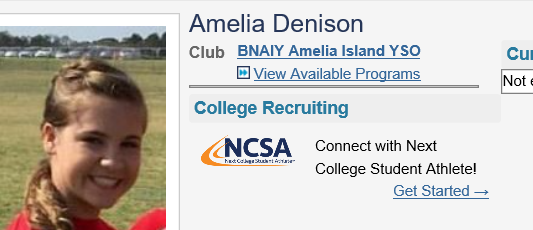 Amelia Denison
Club BNAIY Amelia Island YSO
View Available Programs
College Recruiting
NCSA
Next College Student Athlete
Connect with Next
College Student Athlete!
Get Started →
Cu
Not e